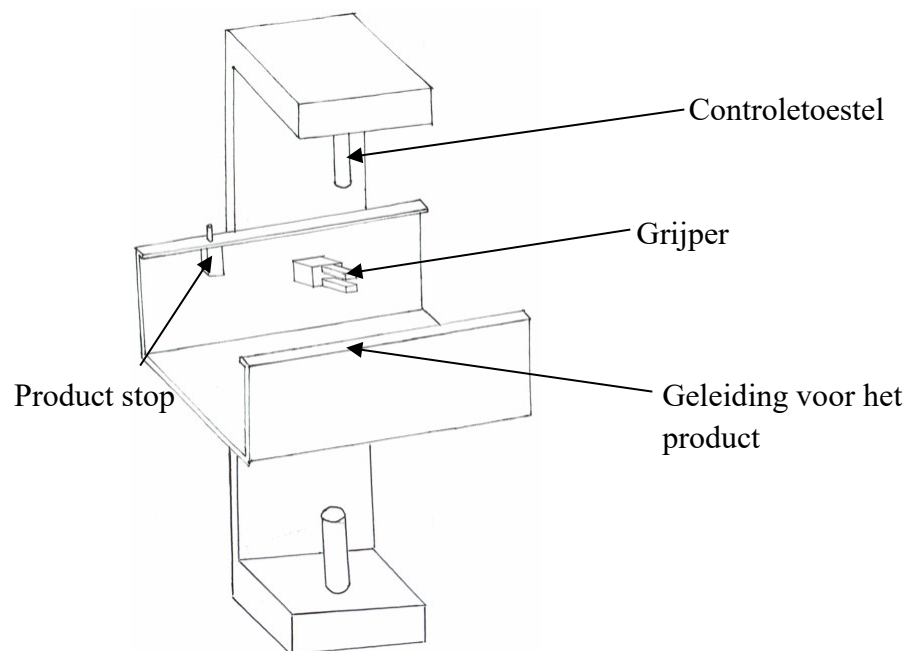 Controletoestel
Grijper
Product stop
Geleiding voor het
product